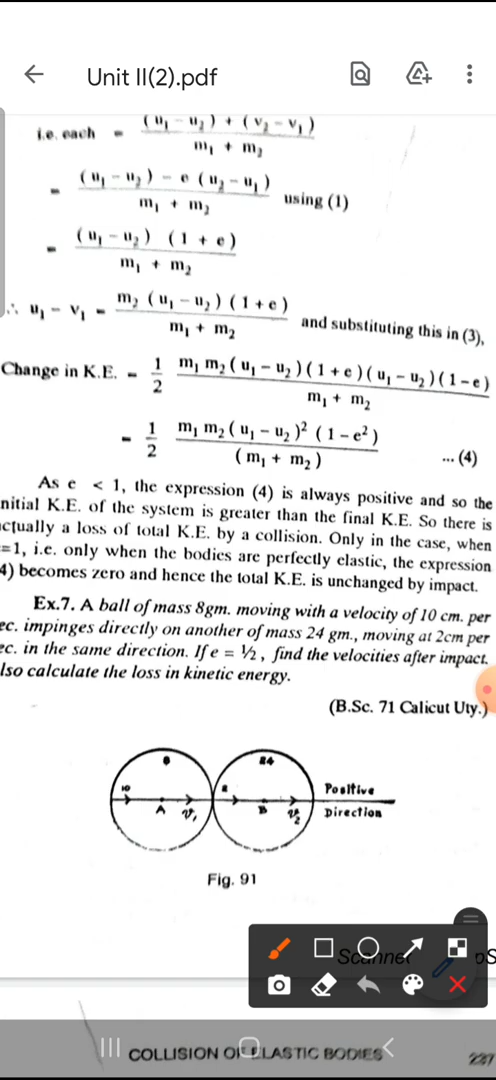 Unit II(2).pdf
i.e. each = ( u₁ - u₂ ) + ( v₂ - v₁ ) / m₁ + m₂
= ( u₁ - u₂ ) - e ( u₂ - u₁ ) / m₁ + m₂ using (1)
= ( u₁ - u₂ ) ( 1 + e ) / m₁ + m₂
∴ u₁ - v₁ = m₂ ( u₁ - u₂ ) ( 1 + e ) / m₁ + m₂ and substituting this in (3),
Change in K.E. = 1/2 m₁ m₂ ( u₁ - u₂ ) ( 1 + e ) ( u₁ - u₂ ) ( 1 - e ) / m₁ + m₂
= 1/2 m₁ m₂ ( u₁ - u₂ )² ( 1 - e² ) / ( m₁ + m₂ ) ... (4)
As e < 1, the expression (4) is always positive and so the
nitial K.E. of the system is greater than the final K.E. So there is
actually a loss of total K.E. by a collision. Only in the case, when
=1, i.e. only when the bodies are perfectly elastic, the expression
4) becomes zero and hence the total K.E. is unchanged by impact.
Ex.7. A ball of mass 8gm. moving with a velocity of 10 cm. per
ec. impinges directly on another of mass 24 gm., moving at 2cm per
ec. in the same direction. If e = ½, find the velocities after impact.
lso calculate the loss in kinetic energy.
(B.Sc. 71 Calicut Uty.)
8 24
10 2 Positive
A v₁ B v₂ Direction
Fig. 91
Scanner
COLLISION OF ELASTIC BODIES 227